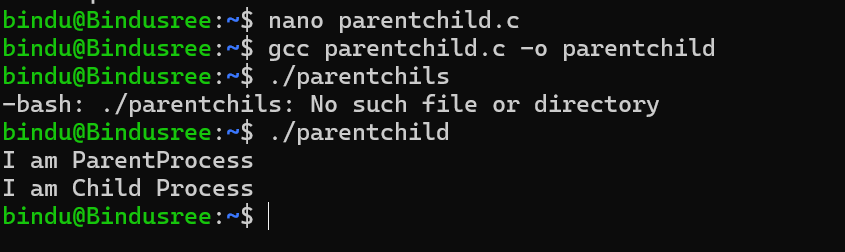 bindu@Bindusree:~$ nano parentchild.c
bindu@Bindusree:~$ gcc parentchild.c -o parentchild
bindu@Bindusree:~$ ./parentchils
-bash: ./parentchils: No such file or directory
bindu@Bindusree:~$ ./parentchild
I am ParentProcess
I am Child Process
bindu@Bindusree:~$